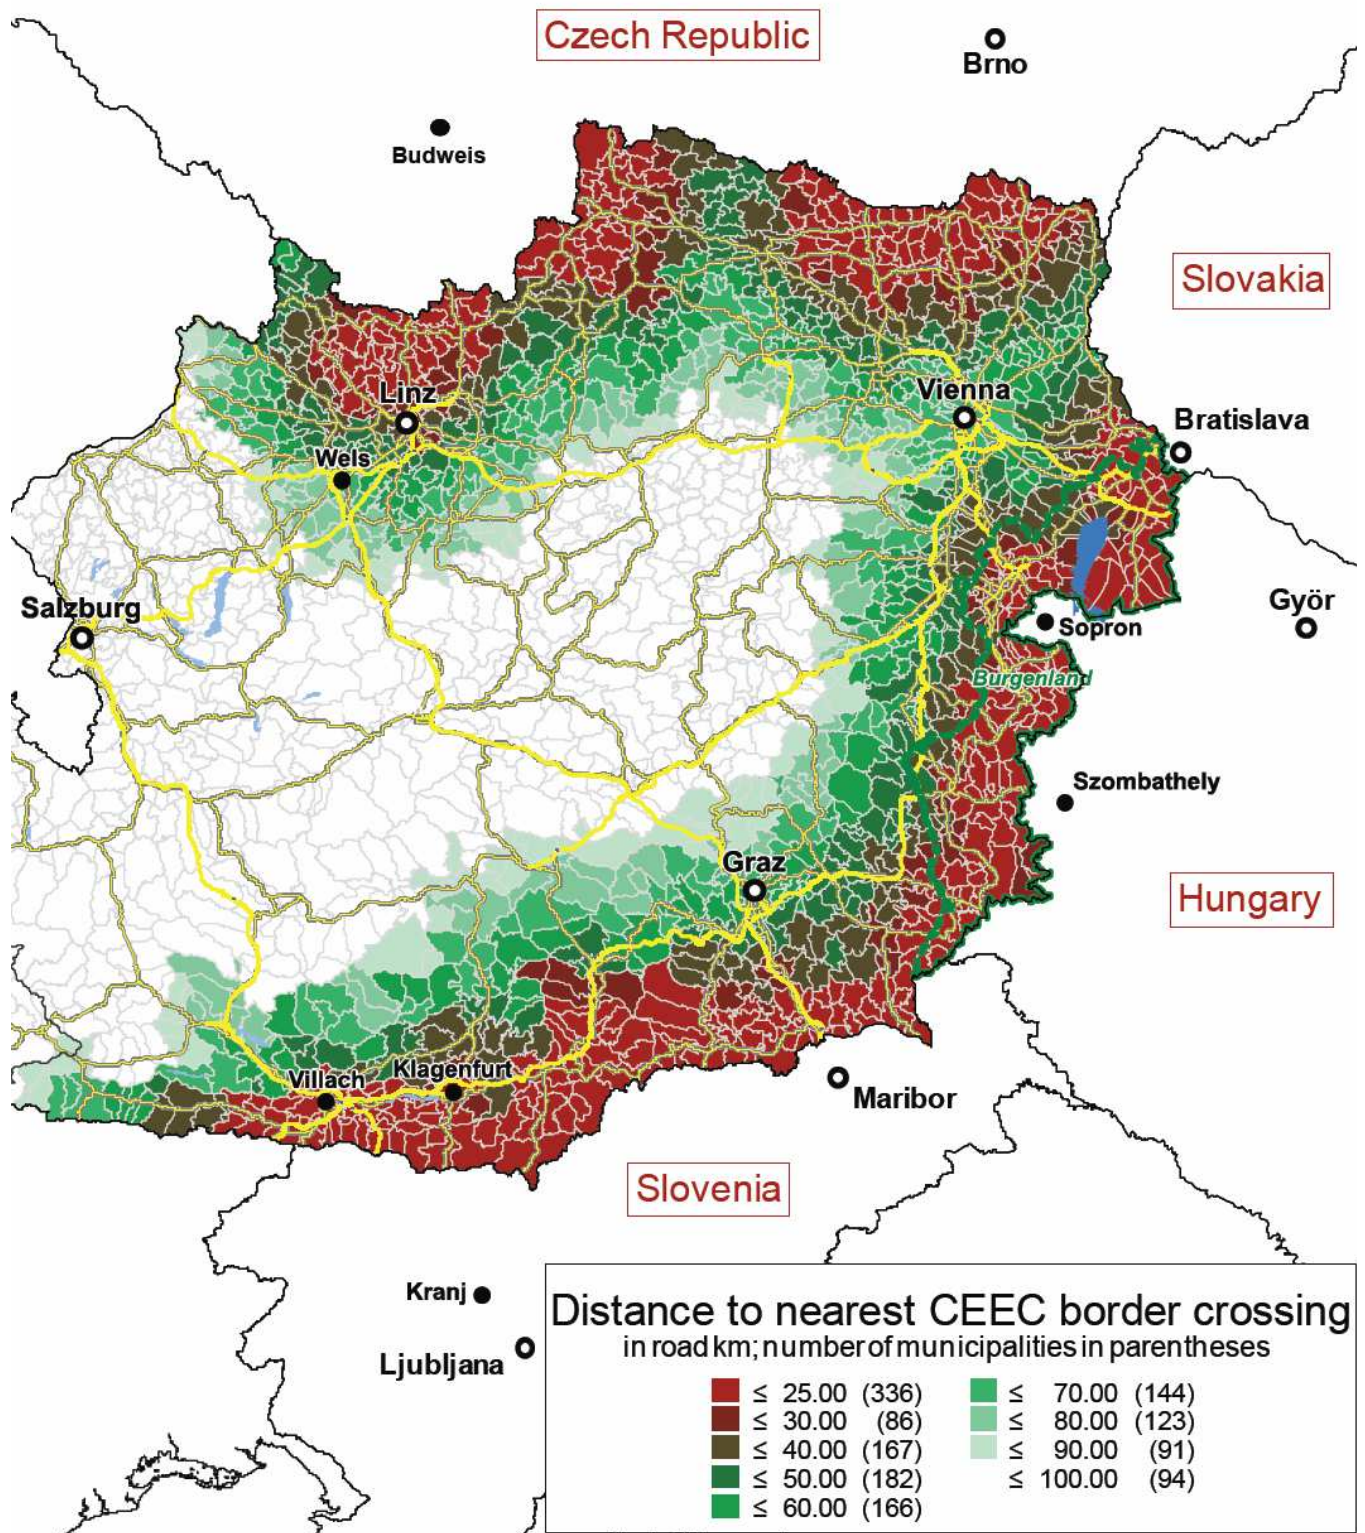 Czech Republic
Brno
Budweis
Slovakia
Linz
Vienna
Bratislava
Wels
Salzburg
Györ
Sopron
Burgenland
Szombathely
Graz
Hungary
Villach
Klagenfurt
Maribor
Slovenia
Kranj
Ljubljana
Distance to nearest CEEC border crossing
in road km; number of municipalities in parentheses
≤ 25.00 (336)
≤ 30.00 (86)
≤ 40.00 (167)
≤ 50.00 (182)
≤ 60.00 (166)
≤ 70.00 (144)
≤ 80.00 (123)
≤ 90.00 (91)
≤ 100.00 (94)